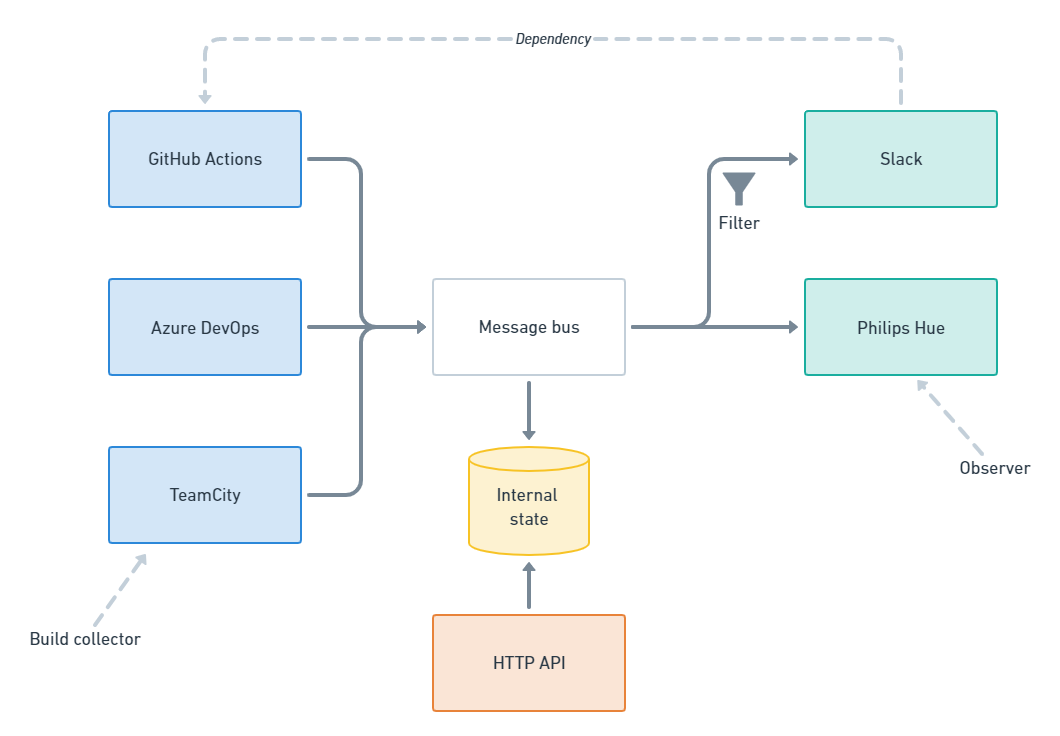 Dependency
GitHub Actions
Slack
Filter
Azure DevOps
Message bus
Philips Hue
Observer
TeamCity
Internal
state
Build collector
HTTP API